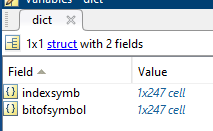 Variables - dict
dict
1x1 struct with 2 fields
Field Value
indexsymb 1x247 cell
bitofsymbol 1x247 cell